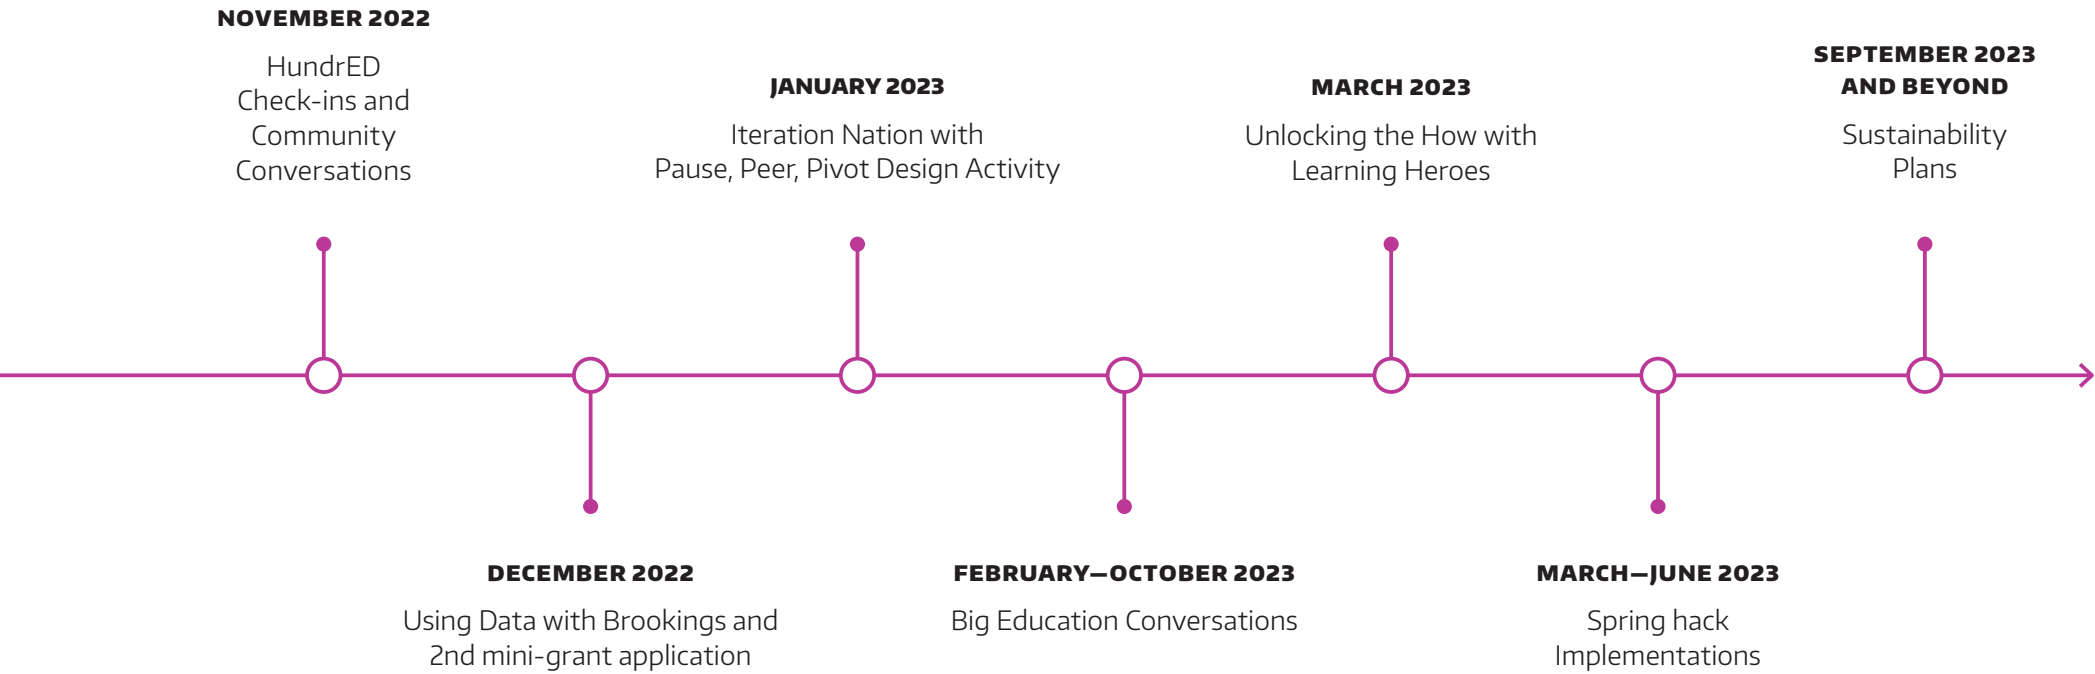 NOVEMBER 2022
HundrED
Check-ins and
Community
Conversations
DECEMBER 2022
Using Data with Brookings and
2nd mini-grant application
JANUARY 2023
Iteration Nation with
Pause, Peer, Pivot Design Activity
FEBRUARY—OCTOBER 2023
Big Education Conversations
MARCH 2023
Unlocking the How with
Learning Heroes
MARCH—JUNE 2023
Spring hack
Implementations
SEPTEMBER 2023
AND BEYOND
Sustainability
Plans